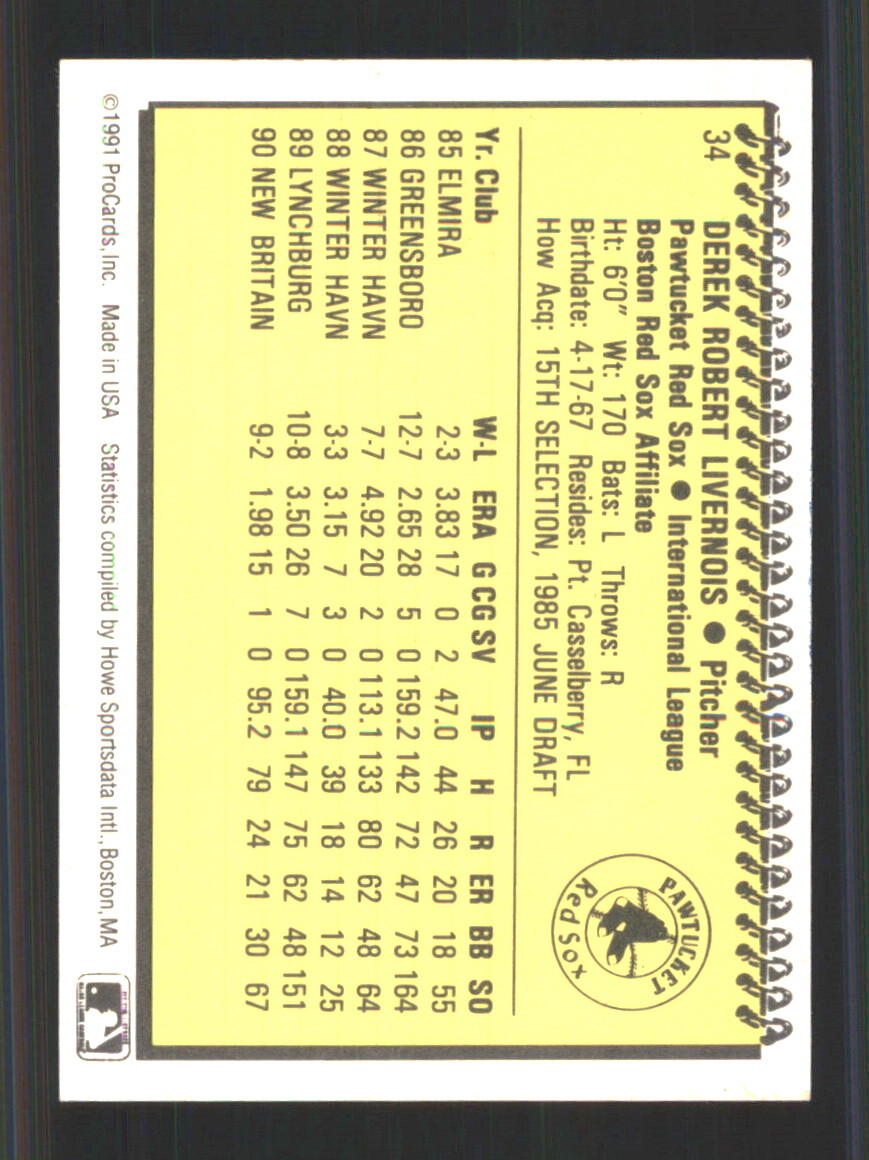 34 DEREK ROBERT LIVERNOIS ● Pitcher
Pawtucket Red Sox ● International League
Boston Red Sox Affiliate
Ht: 6'0" Wt: 170 Bats: L Throws: R
Birthdate: 4-17-67 Resides: Pt. Casselberry, FL
How Acq: 15TH SELECTION, 1985 JUNE DRAFT
PAWTUCKET
Red Sox
Yr. Club W-L ERA G CG SV IP H R ER BB SO
85 ELMIRA 2-3 3.83 17 0 2 47.0 44 26 20 18 55
86 GREENSBORO 12-7 2.65 28 5 0 159.2 142 72 47 73 164
87 WINTER HAVN 7-7 4.92 20 2 0 113.1 133 80 62 48 64
88 WINTER HAVN 3-3 3.15 7 3 0 40.0 39 18 14 12 25
89 LYNCHBURG 10-8 3.50 26 7 0 159.1 147 75 62 48 151
90 NEW BRITAIN 9-2 1.98 15 1 0 95.2 79 24 21 30 67
©1991 ProCards, Inc. Made in USA Statistics compiled by Howe Sportsdata Intl., Boston, MA